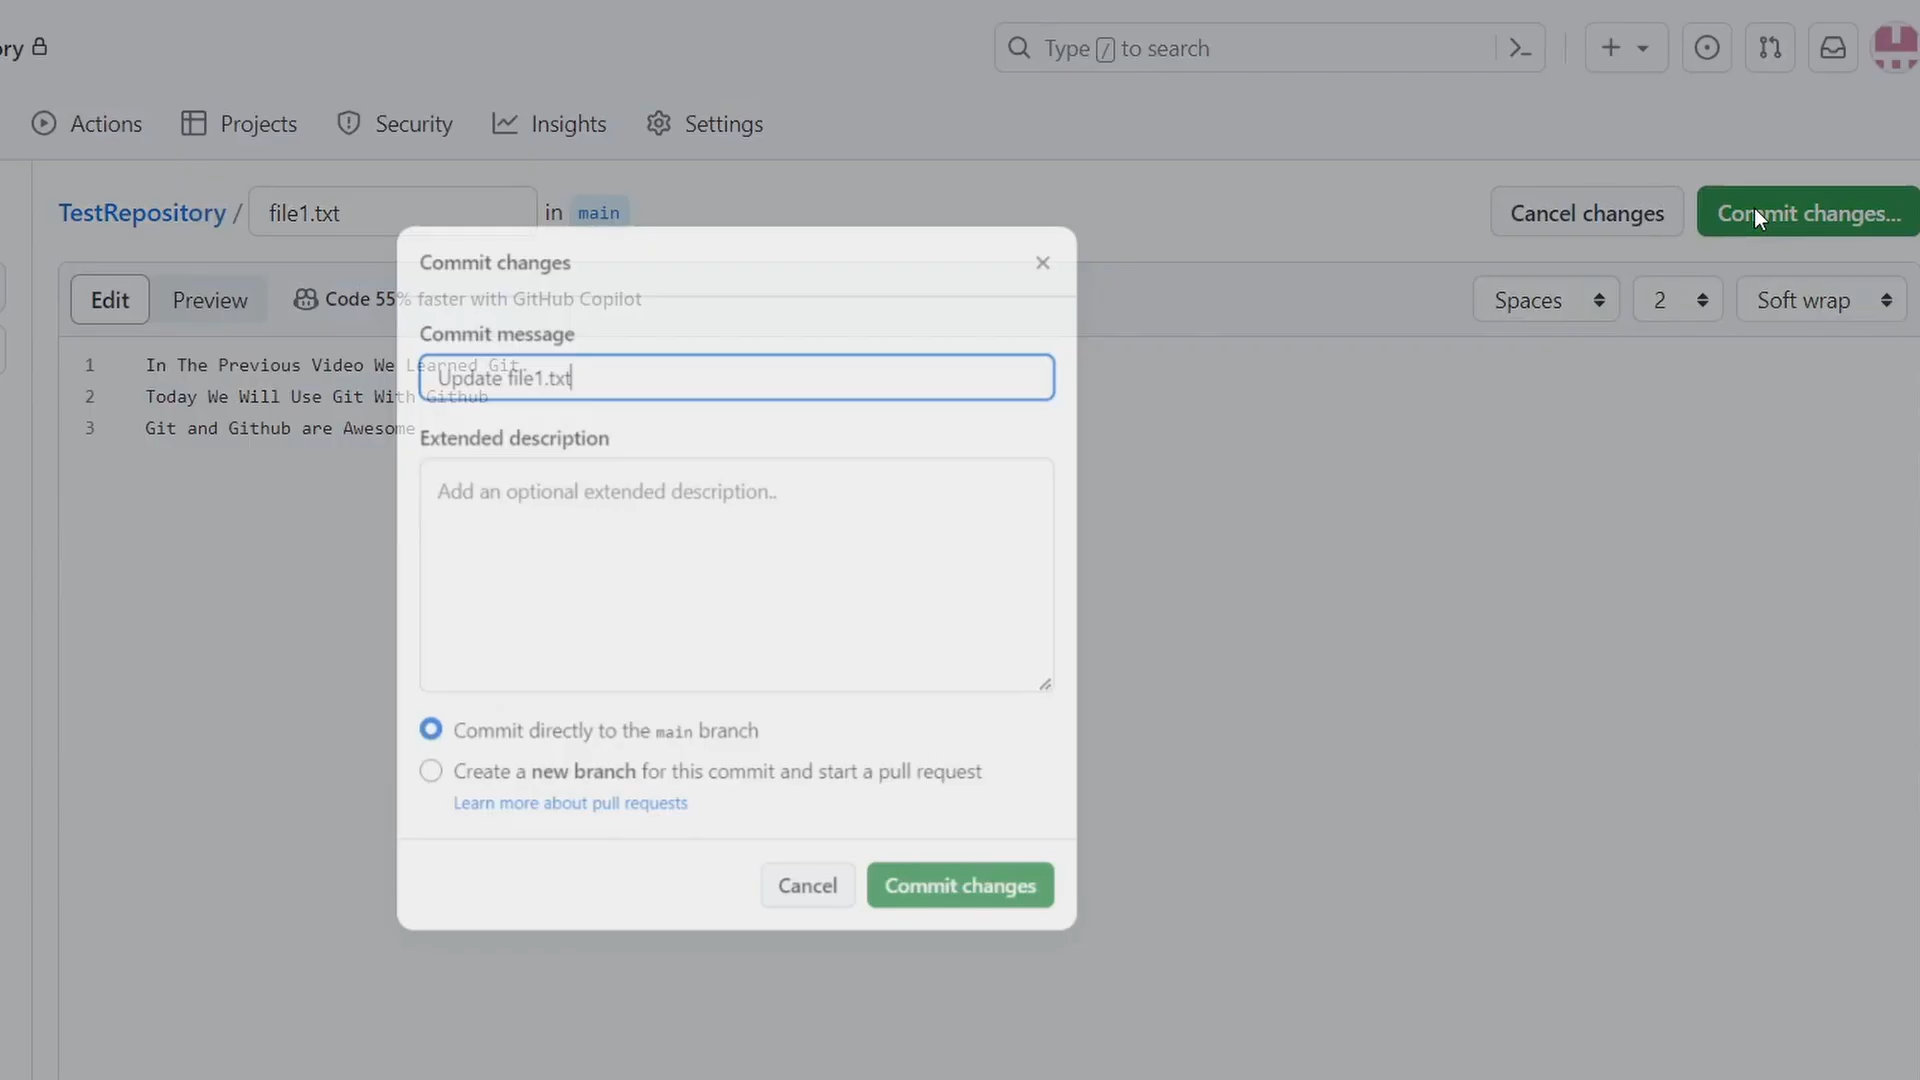 ory
Type / to search
Actions
Projects
Security
Insights
Settings
TestRepository / file1.txt in main
Cancel changes
Commit changes...
Edit
Preview
Code 55% faster with GitHub Copilot
Spaces
2
Soft wrap
1 In The Previous Video We Learned Git.
2 Today We Will Use Git With Github
3 Git and Github are Awesome
Commit changes
Commit message
Update file1.txt
Extended description
Add an optional extended description..
Commit directly to the main branch
Create a new branch for this commit and start a pull request
Learn more about pull requests
Cancel
Commit changes